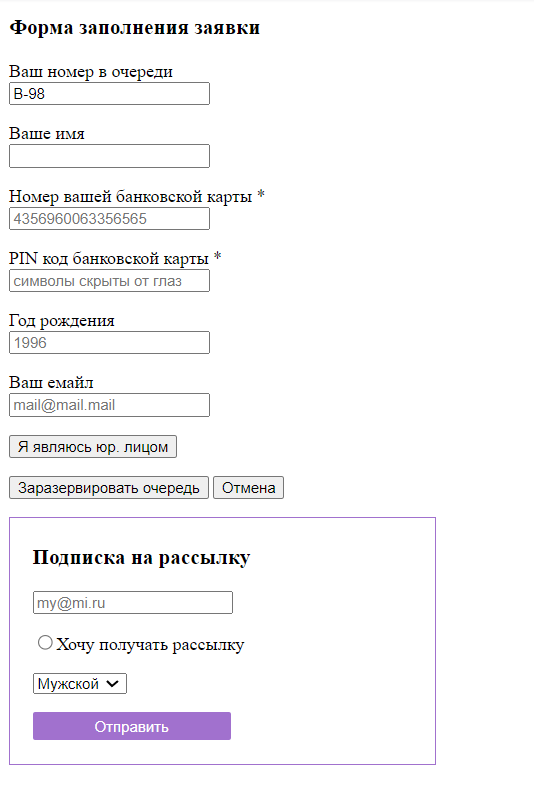 Форма заполнения заявки
Ваш номер в очереди
B-98
Ваше имя
Номер вашей банковской карты *
4356960063356565
PIN код банковской карты *
символы скрыты от глаз
Год рождения
1996
Ваш емайл
mail@mail.mail
Я являюсь юр. лицом
Заразервировать очередь Отмена
Подписка на рассылку
my@mi.ru
Хочу получать рассылку
Мужской
Отправить